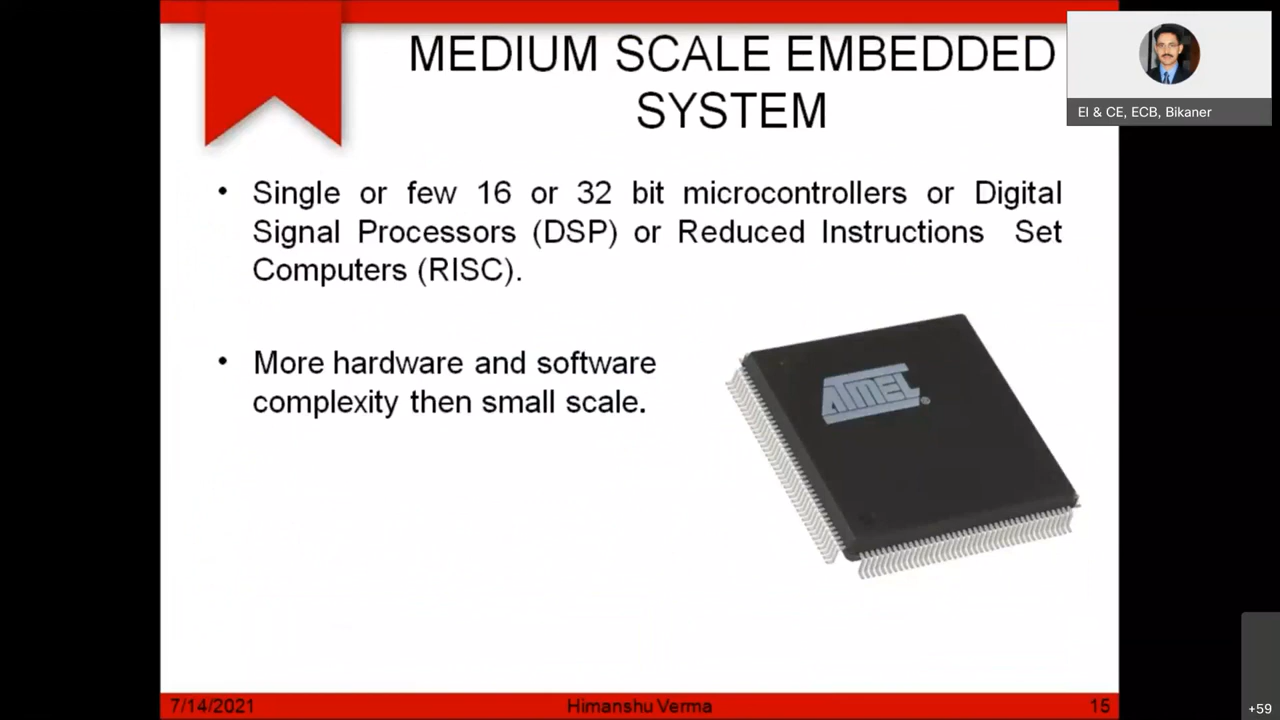 MEDIUM SCALE EMBEDDED
SYSTEM
EI & CE, ECB, Bikaner
• Single or few 16 or 32 bit microcontrollers or Digital
Signal Processors (DSP) or Reduced Instructions Set
Computers (RISC).
• More hardware and software
complexity then small scale.
ATMEL®
7/14/2021 Himanshu Verma 15
+59